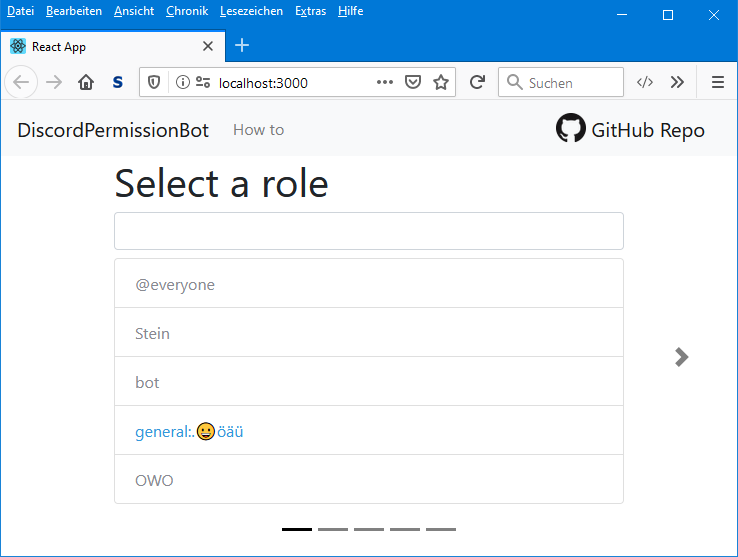 Datei Bearbeiten Ansicht Chronik Lesezeichen Extras Hilfe
React App
S localhost:3000 Suchen
DiscordPermissionBot How to GitHub Repo
Select a role
@everyone
Stein
bot
general:.😀öäü
OWO